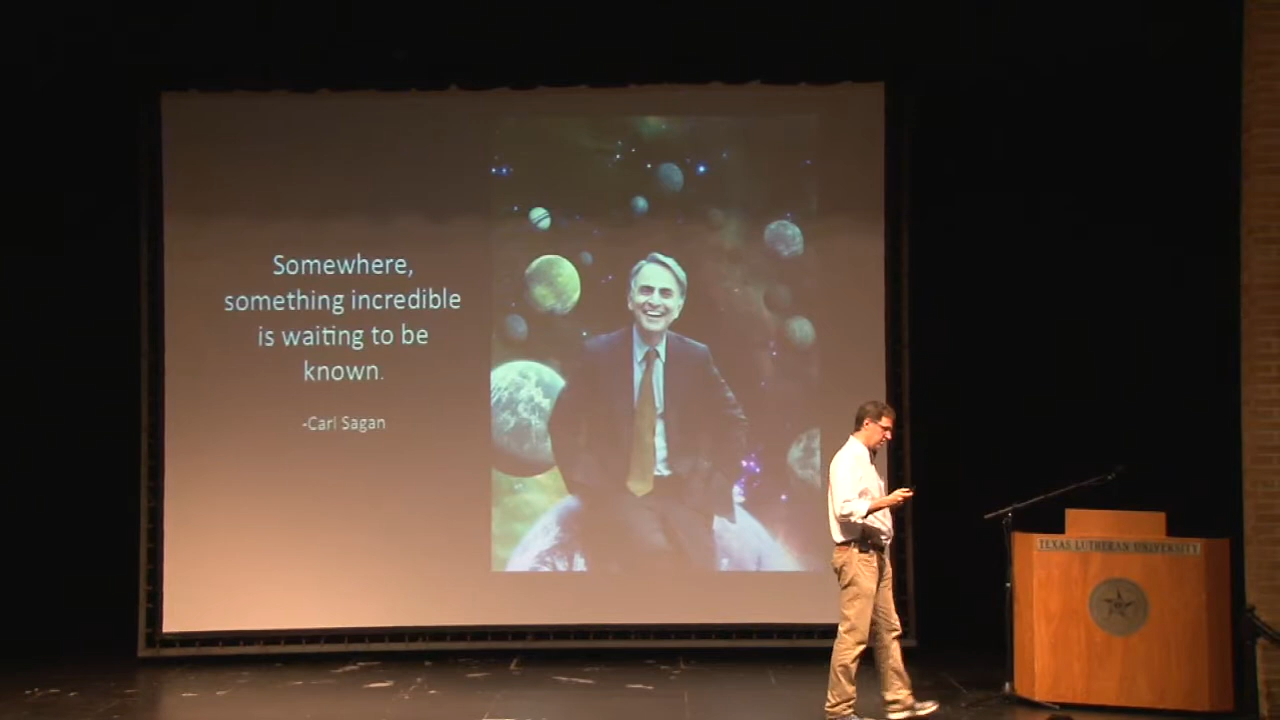 Somewhere,
something incredible
is waiting to be
known.
-Carl Sagan
TEXAS LUTHERAN UNIVERSITY